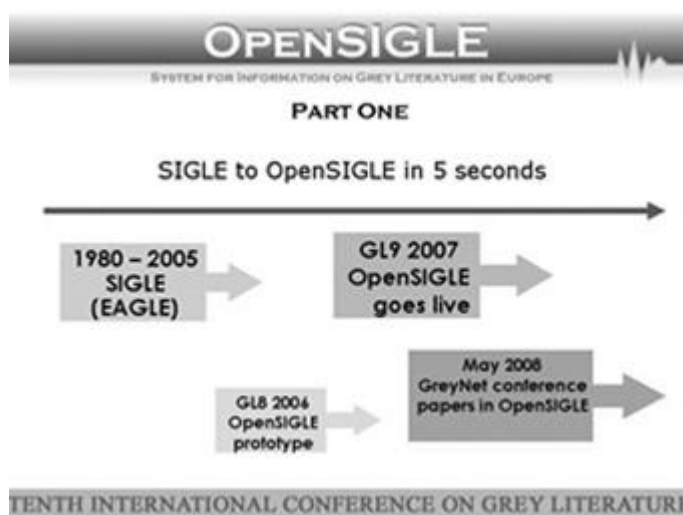 OPENSIGLE
SYSTEM FOR INFORMATION ON GREY LITERATURE IN EUROPE
PART ONE
SIGLE to OpenSIGLE in 5 seconds
1980 – 2005
SIGLE
(EAGLE)
GL9 2007
OpenSIGLE
goes live
GL8 2006
OpenSIGLE
prototype
May 2008
GreyNet conference
papers in OpenSIGLE
TENTH INTERNATIONAL CONFERENCE ON GREY LITERATURE